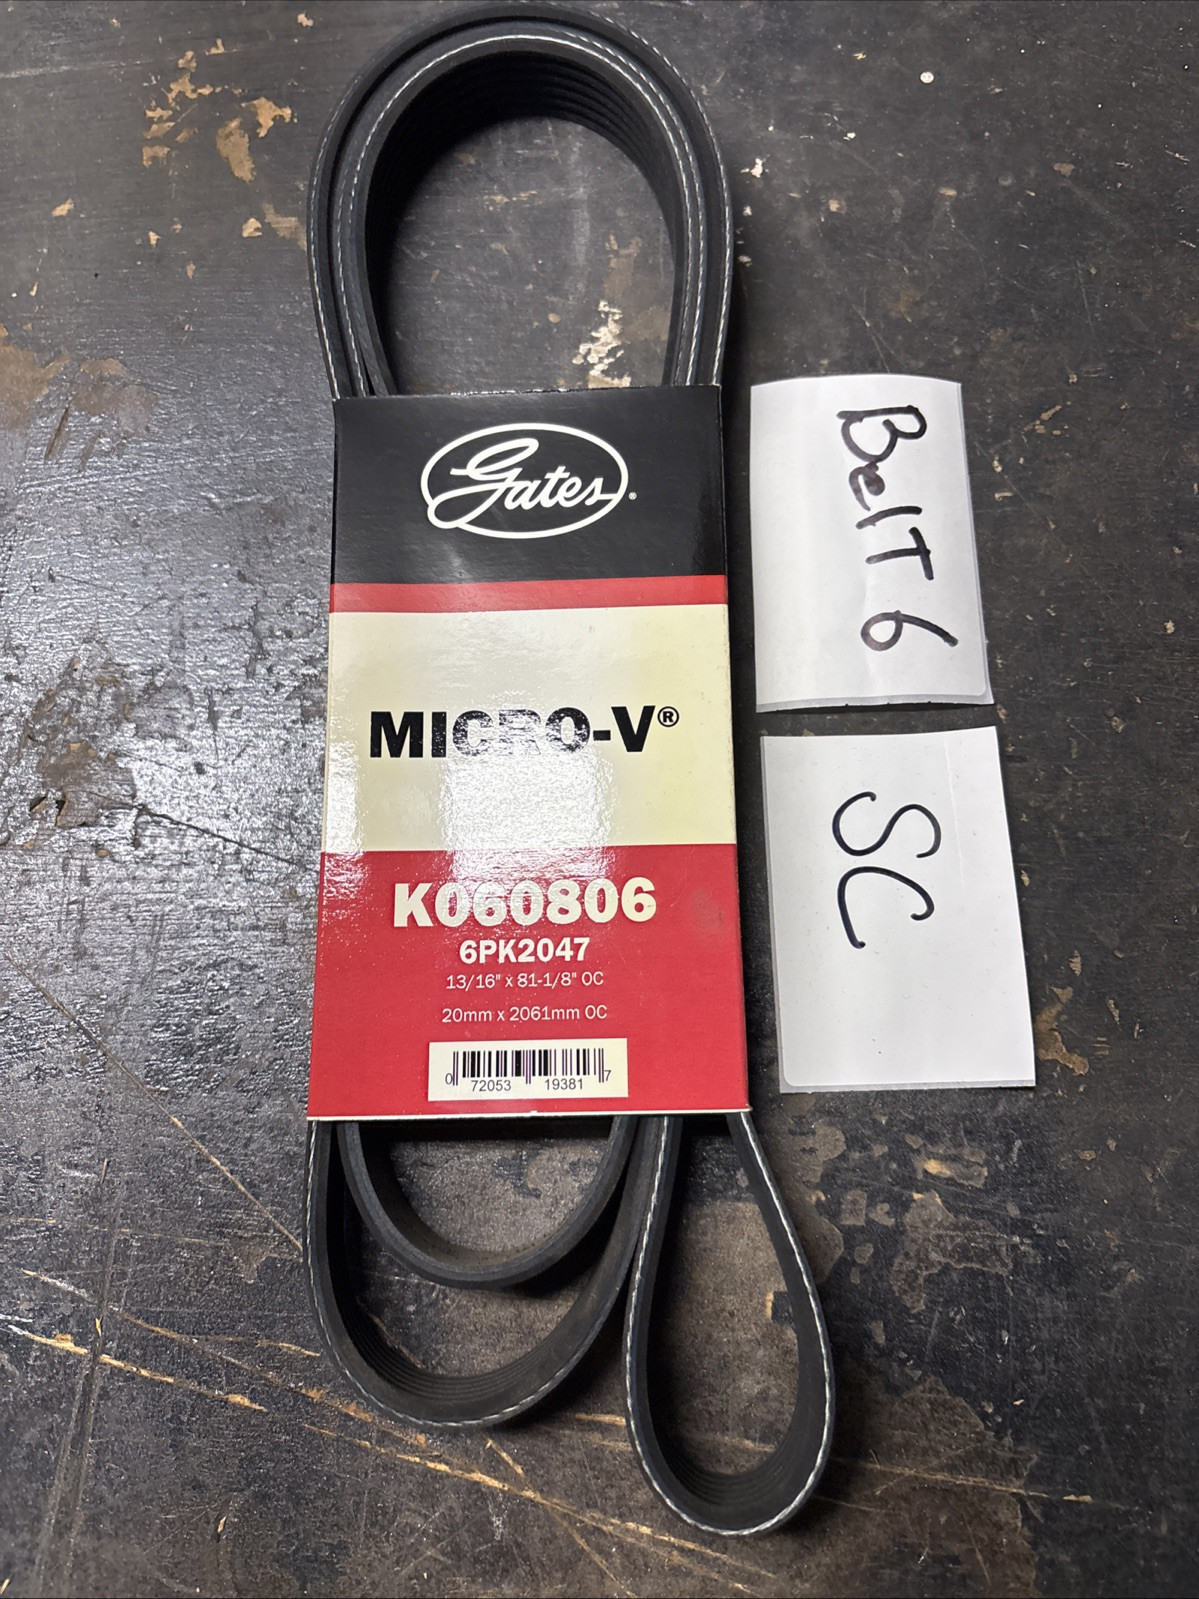 Gates®
MICRO-V®
K060806
6PK2047
13/16" x 81-1/8" OC
20mm x 2061mm OC
0 72053 19381 7
BelT 6
SC